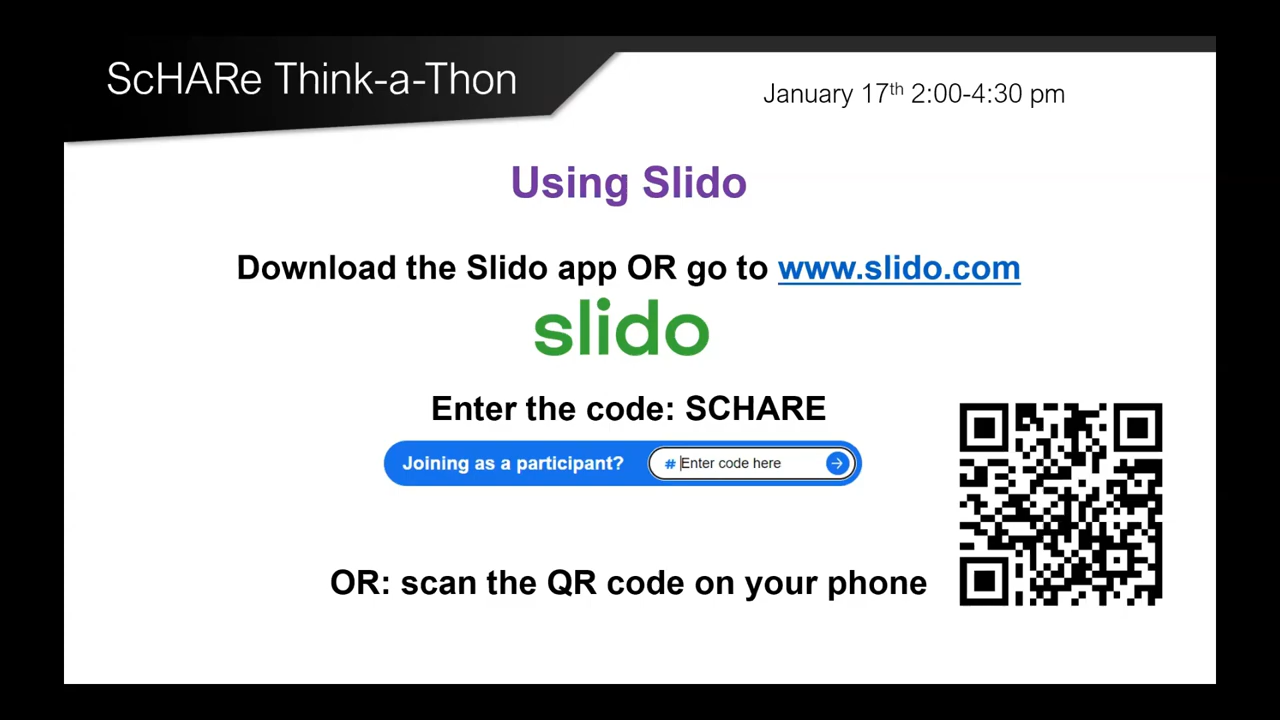 ScHARe Think-a-Thon
January 17th 2:00-4:30 pm
Using Slido
Download the Slido app OR go to www.slido.com
slido
Enter the code: SCHARE
Joining as a participant? # Enter code here
OR: scan the QR code on your phone